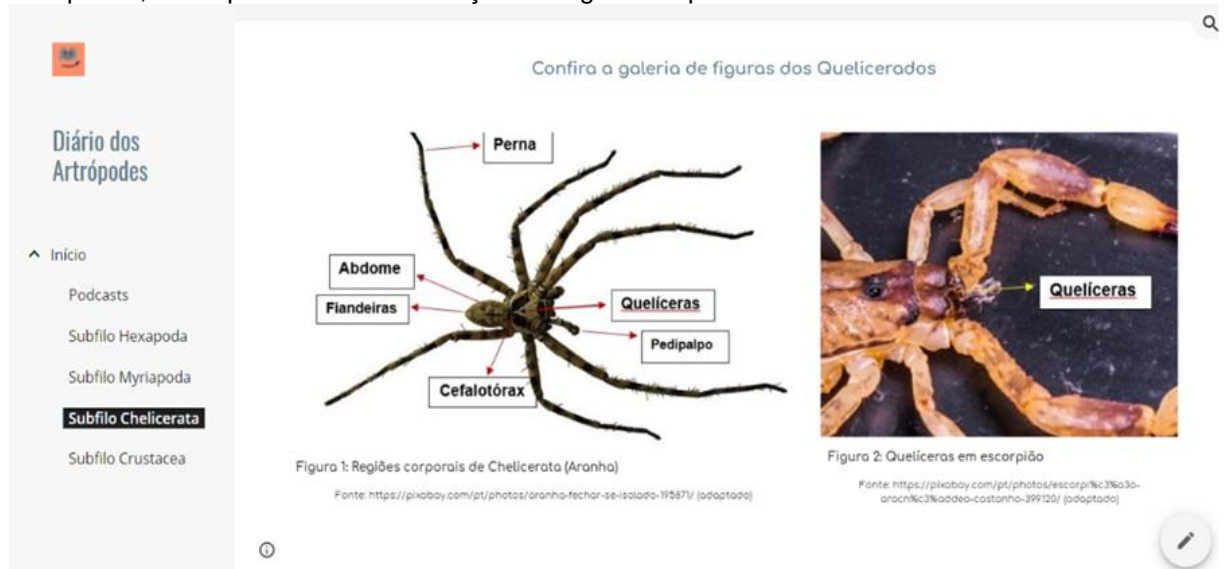 Confira a galeria de figuras dos Quelicerados
Diário dos
Artrópodes
Início
Podcasts
Subfilo Hexapoda
Subfilo Myriapoda
Subfilo Chelicerata
Subfilo Crustacea
Perna
Abdome
Fiandeiras
Quelíceras
Pedipalpo
Cefalotórax
Figura 1: Regiões corporais de Chelicerata (Aranha)
Fonte: https://pixabay.com/pt/photos/aranha-fechar-se-isolado-195871/ (adaptado)
Quelíceras
Figura 2: Quelíceras em escorpião
Fonte: https://pixabay.com/pt/photos/escorpi%c3%a3o-
aracn%c3%addeo-castanho-399120/ (adaptado)